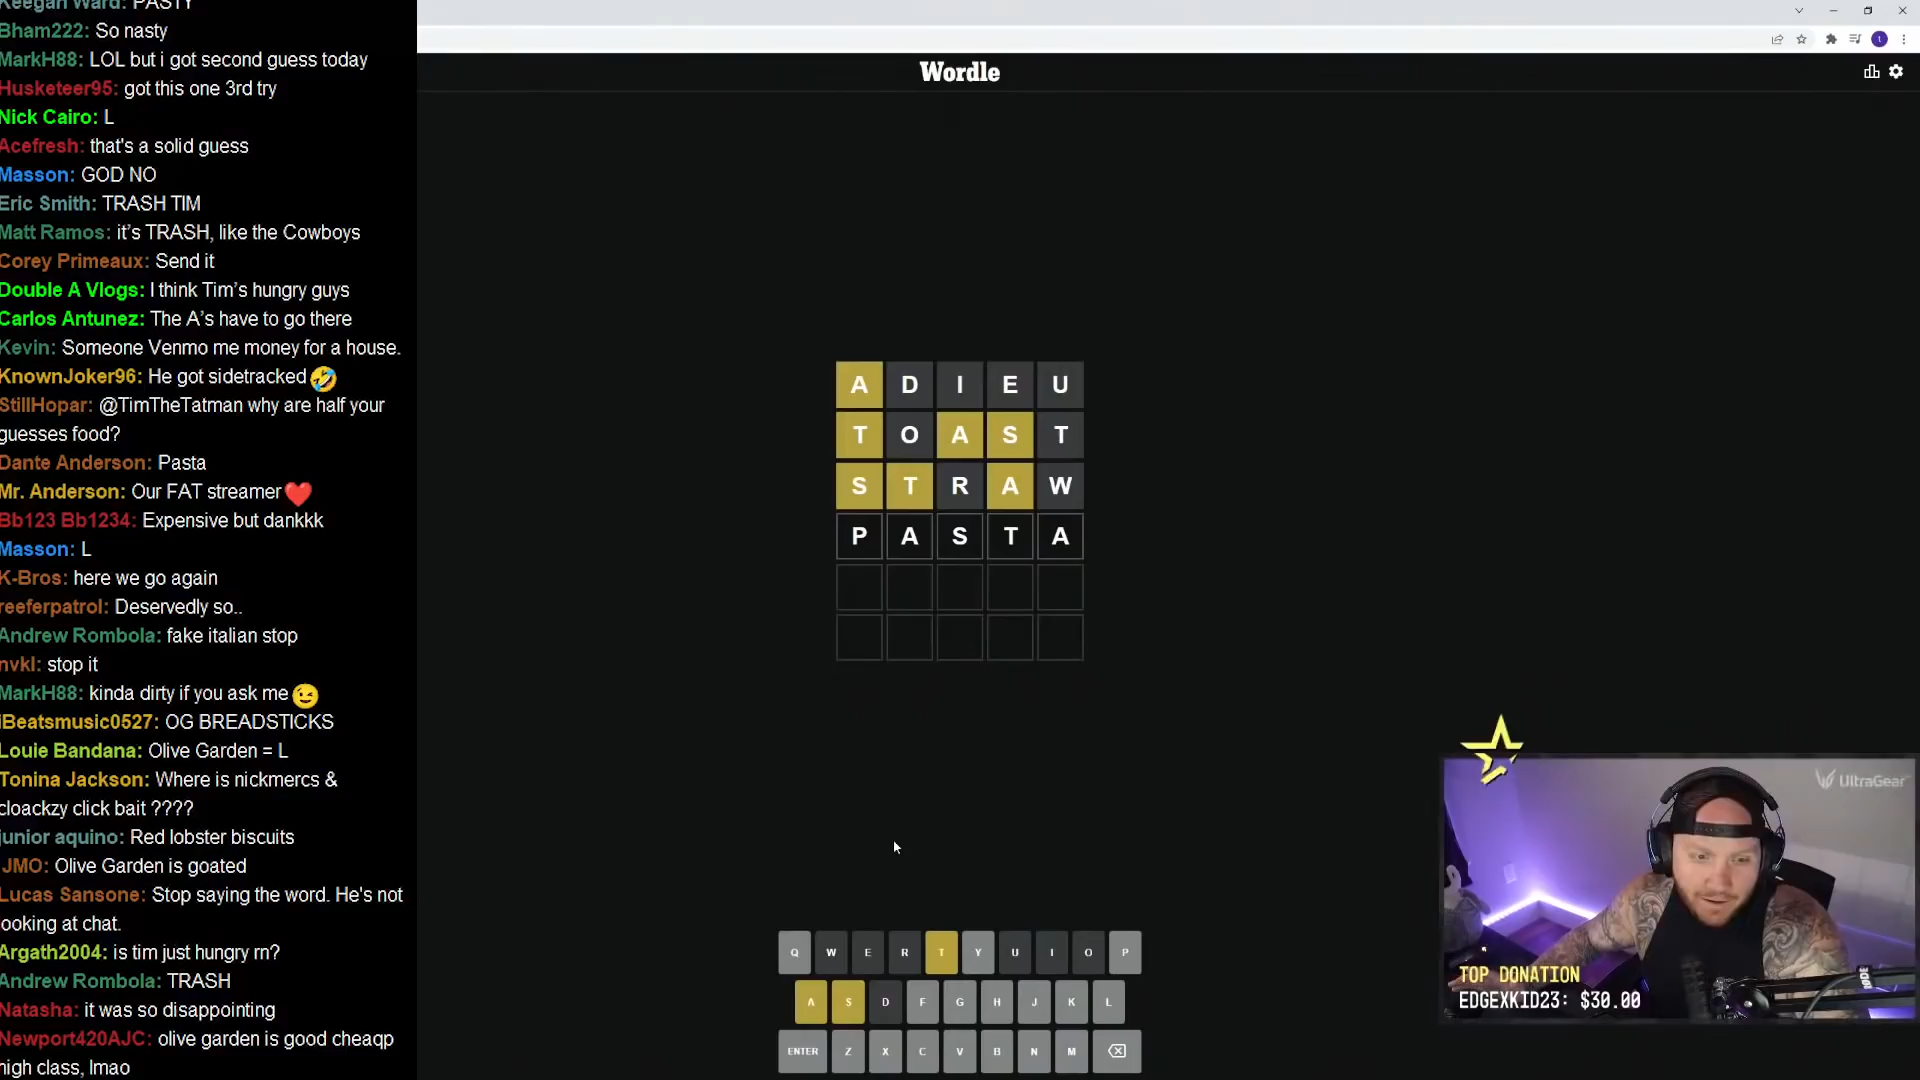 Keegan Ward: PASTY
Bham222: So nasty
MarkH88: LOL but i got second guess today
Husketeer95: got this one 3rd try
Nick Cairo: L
Acefresh: that's a solid guess
Masson: GOD NO
Eric Smith: TRASH TIM
Matt Ramos: it's TRASH, like the Cowboys
Corey Primeaux: Send it
Double A Vlogs: I think Tim's hungry guys
Carlos Antunez: The A's have to go there
Kevin: Someone Venmo me money for a house.
KnownJoker96: He got sidetracked🤣
StillHopar: @TimTheTatman why are half your
guesses food?
Dante Anderson: Pasta
Mr. Anderson: Our FAT streamer❤️
Bb123 Bb1234: Expensive but dankkk
Masson: L
K-Bros: here we go again
reeferpatrol: Deservedly so..
Andrew Rombola: fake italian stop
nvkl: stop it
MarkH88: kinda dirty if you ask me😉
iBeatsmusic0527: OG BREADSTICKS
Louie Bandana: Olive Garden = L
Tonina Jackson: Where is nickmercs &
cloackzy click bait ????
junior aquino: Red lobster biscuits
JMO: Olive Garden is goated
Lucas Sansone: Stop saying the word. He's not
looking at chat.
Argath2004: is tim just hungry rn?
Andrew Rombola: TRASH
Natasha: it was so disappointing
Newport420AJC: olive garden is good cheaqp
high class, lmao
t
Wordle
A D I E U
T O A S T
S T R A W
P A S T A
Q W E R T Y U I O P
A S D F G H J K L
ENTER Z X C V B N M
UltraGear
RØDE
TOP DONATION
EDGEXKID23: $30.00